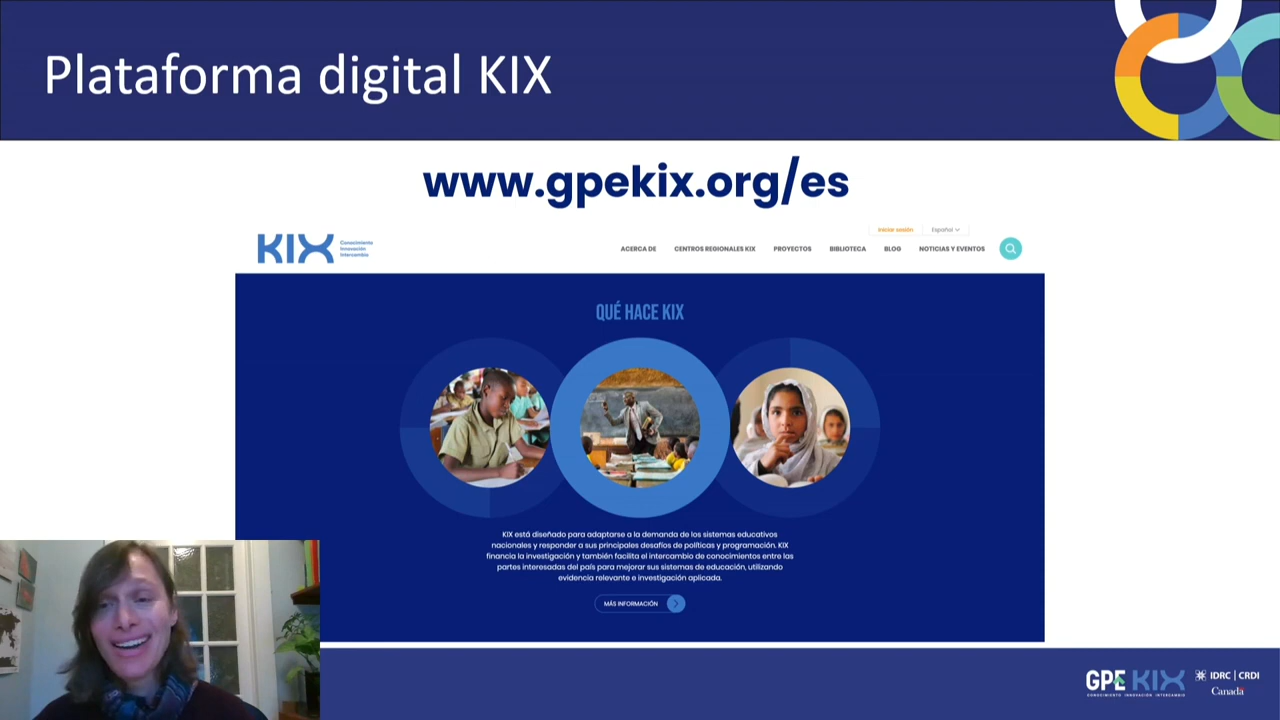 Plataforma digital KIX
www.gpekix.org/es
Iniciar sesión
Español
KIX
Conocimiento
Innovación
Intercambio
ACERCA DE
CENTROS REGIONALES KIX
PROYECTOS
BIBLIOTECA
BLOG
NOTICIAS Y EVENTOS
QUÉ HACE KIX
KIX está diseñado para adaptarse a la demanda de los sistemas educativos
nacionales y responder a sus principales desafíos de políticas y programación. KIX
financia la investigación y también facilita el intercambio de conocimientos entre las
partes interesadas del país para mejorar sus sistemas de educación, utilizando
evidencia relevante e investigación aplicada.
MÁS INFORMACIÓN
GPE KIX
CONOCIMIENTO INNOVACIÓN INTERCAMBIO
IDRC | CRDI
Canada